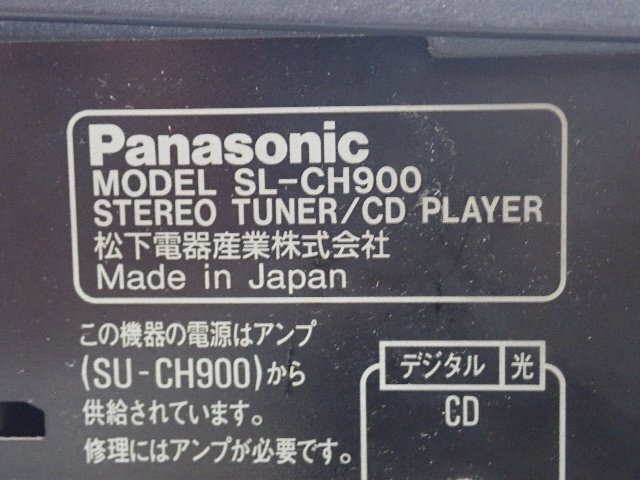 Panasonic
MODEL SL-CH900
STEREO TUNER/CD PLAYER
松下電器産業株式会社
Made in Japan
この機器の電源はアンプ
(SU-CH900)から
供給されています。
修理にはアンプが必要です。
デジタル 光
CD